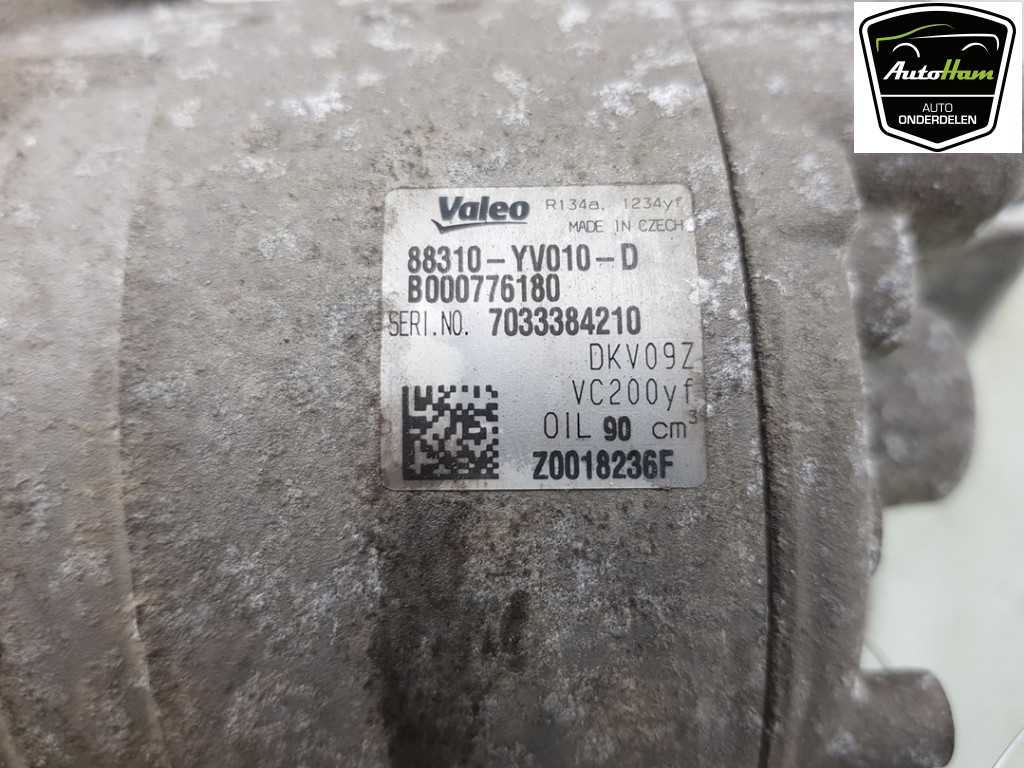 AutoHam
AUTO
ONDERDELEN
Valeo R134a, 1234yf
MADE IN CZECH
88310-YV010-D
B000776180
SERI.NO. 7033384210
DKV09Z
VC200yf
OIL 90 cm³
Z0018236F